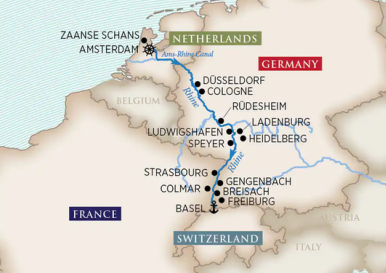 ZAANSE SCHANS
AMSTERDAM
NETHERLANDS
Ams-Rhine Canal
GERMANY
DÜSSELDORF
COLOGNE
Rhine
BELGIUM
RÜDESHEIM
LADENBURG
LUDWIGSHAFEN
HEIDELBERG
SPEYER
Rhine
STRASBOURG
GENGENBACH
COLMAR
BREISACH
FREIBURG
BASEL
FRANCE
AUSTRIA
SWITZERLAND
ITALY